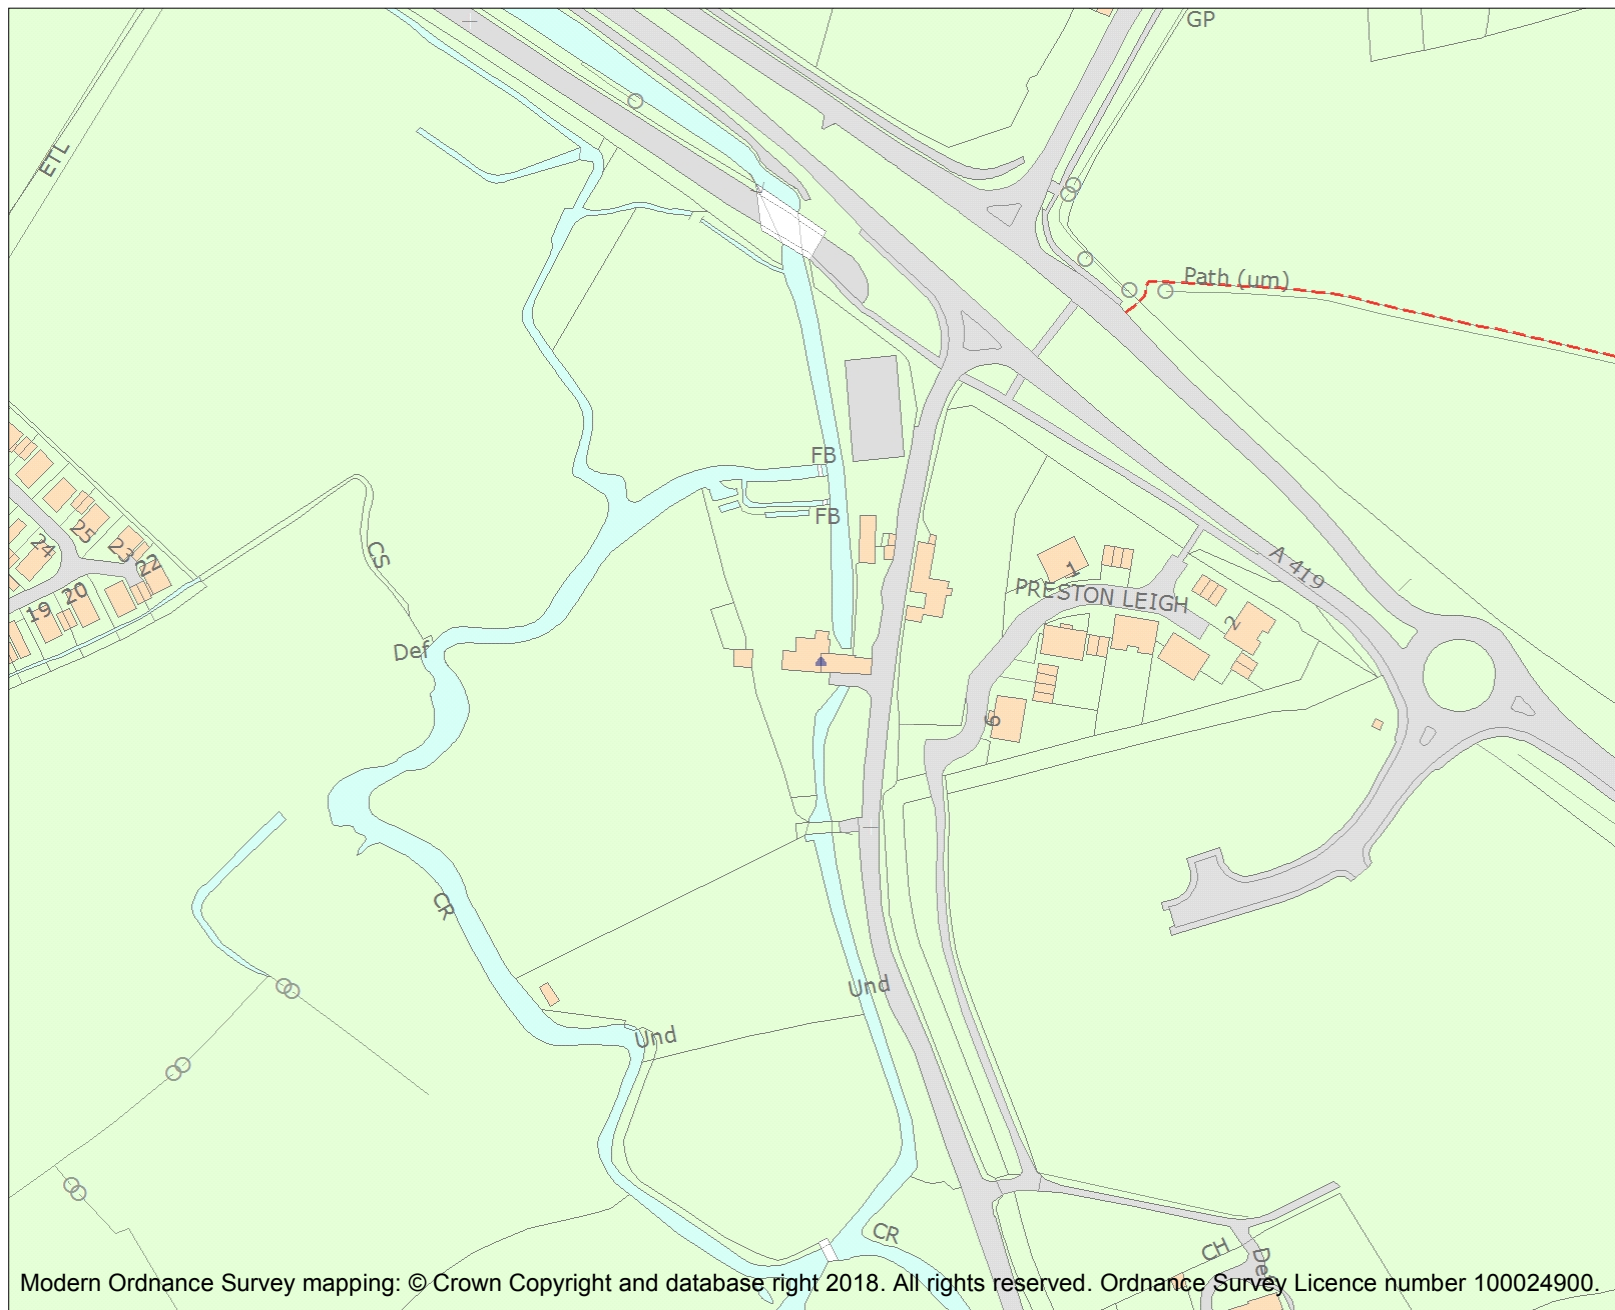 GP
ETL
Path (um)
FB
FB
25
24
23
22
20
19
CS
A 419
1
PRESTON LEIGH
2
Def
6
CR
Und
Und
CR
CH
Modern Ordnance Survey mapping: © Crown Copyright and database right 2018. All rights reserved. Ordnance Survey Licence number 100024900.